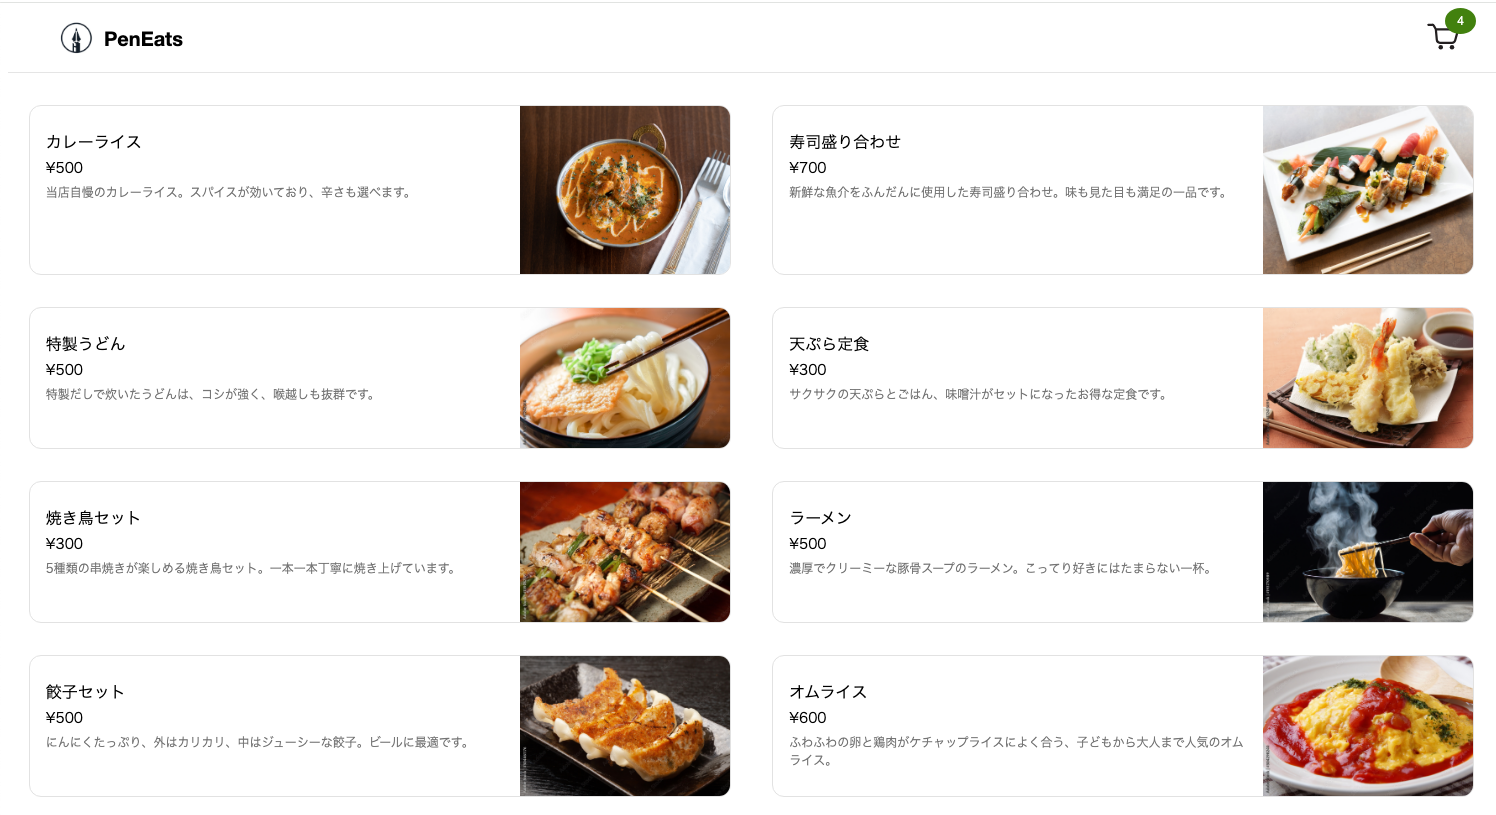 PenEats
4
カレーライス
¥500
当店自慢のカレーライス。スパイスが効いており、辛さも選べます。
寿司盛り合わせ
¥700
新鮮な魚介をふんだんに使用した寿司盛り合わせ。味も見た目も満足の一品です。
特製うどん
¥500
特製だしで炊いたうどんは、コシが強く、喉越しも抜群です。
天ぷら定食
¥300
サクサクの天ぷらとごはん、味噌汁がセットになったお得な定食です。
焼き鳥セット
¥300
5種類の串焼きが楽しめる焼き鳥セット。一本一本丁寧に焼き上げています。
ラーメン
¥500
濃厚でクリーミーな豚骨スープのラーメン。こってり好きにはたまらない一杯。
餃子セット
¥500
にんにくたっぷり、外はカリカリ、中はジューシーな餃子。ビールに最適です。
オムライス
¥600
ふわふわの卵と鶏肉がケチャップライスによく合う、子どもから大人まで人気のオム
ライス。